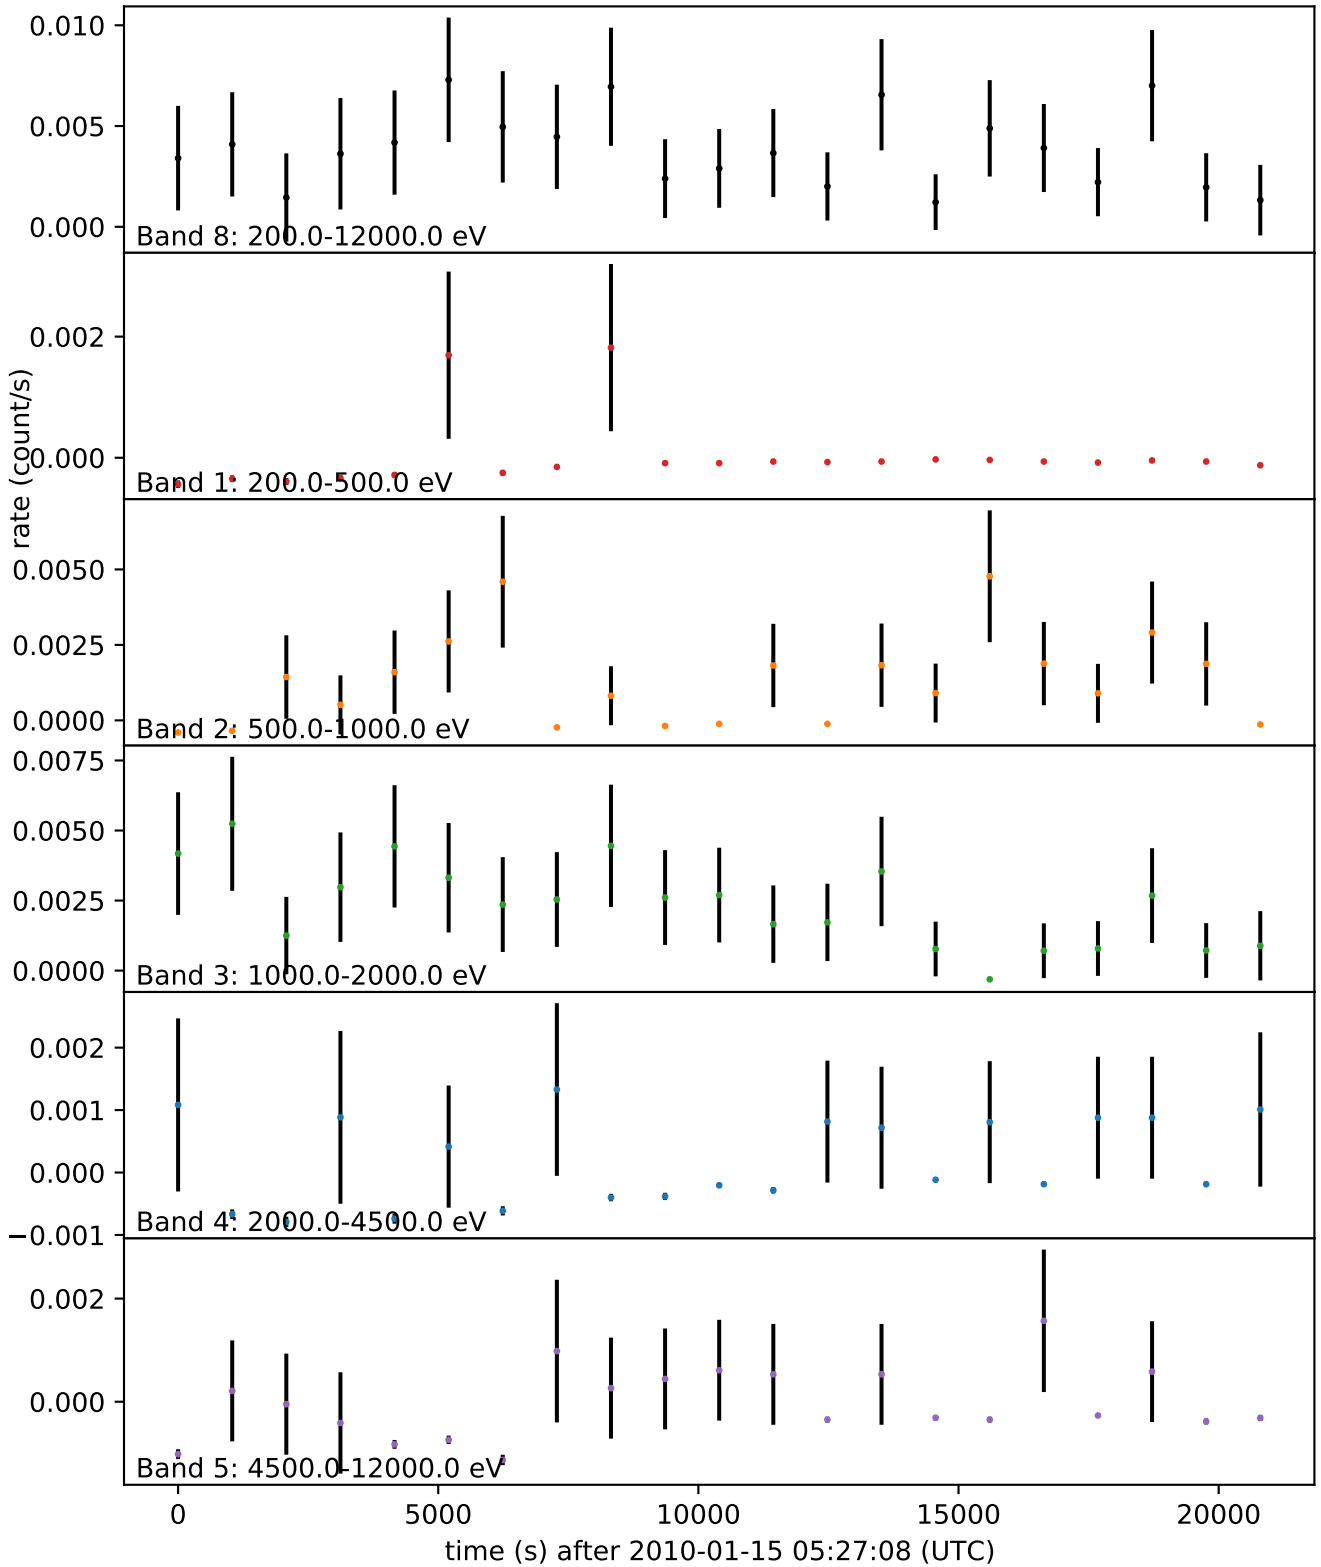 0.010
0.005
0.000
Band 8: 200.0-12000.0 eV
0.002
0.000
Band 1: 200.0-500.0 eV
rate (count/s)
0.0050
0.0025
0.0000
Band 2: 500.0-1000.0 eV
0.0075
0.0050
0.0025
0.0000
Band 3: 1000.0-2000.0 eV
0.002
0.001
0.000
−0.001
Band 4: 2000.0-4500.0 eV
0.002
0.000
Band 5: 4500.0-12000.0 eV
0 5000 10000 15000 20000
time (s) after 2010-01-15 05:27:08 (UTC)